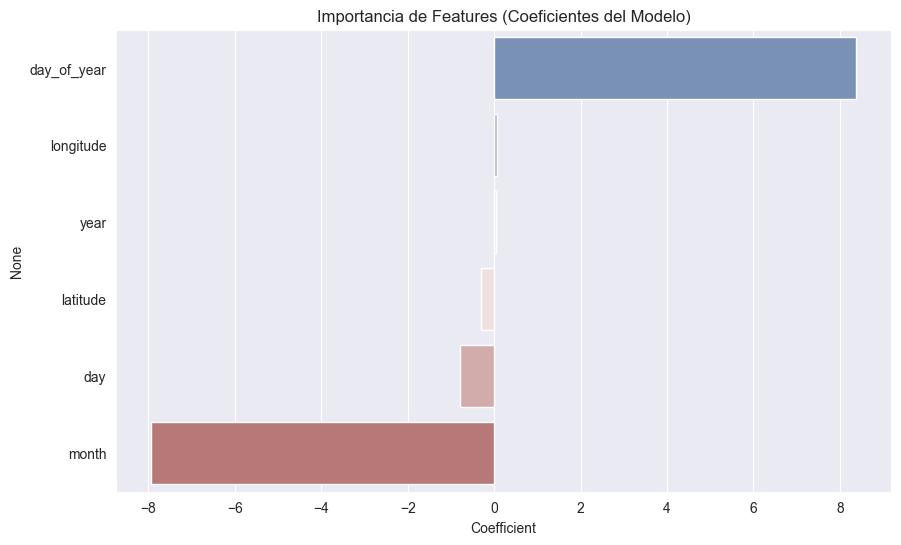 Importancia de Features (Coeficientes del Modelo)
day_of_year
longitude
year
latitude
day
month
None
−8 −6 −4 −2 0 2 4 6 8
Coefficient